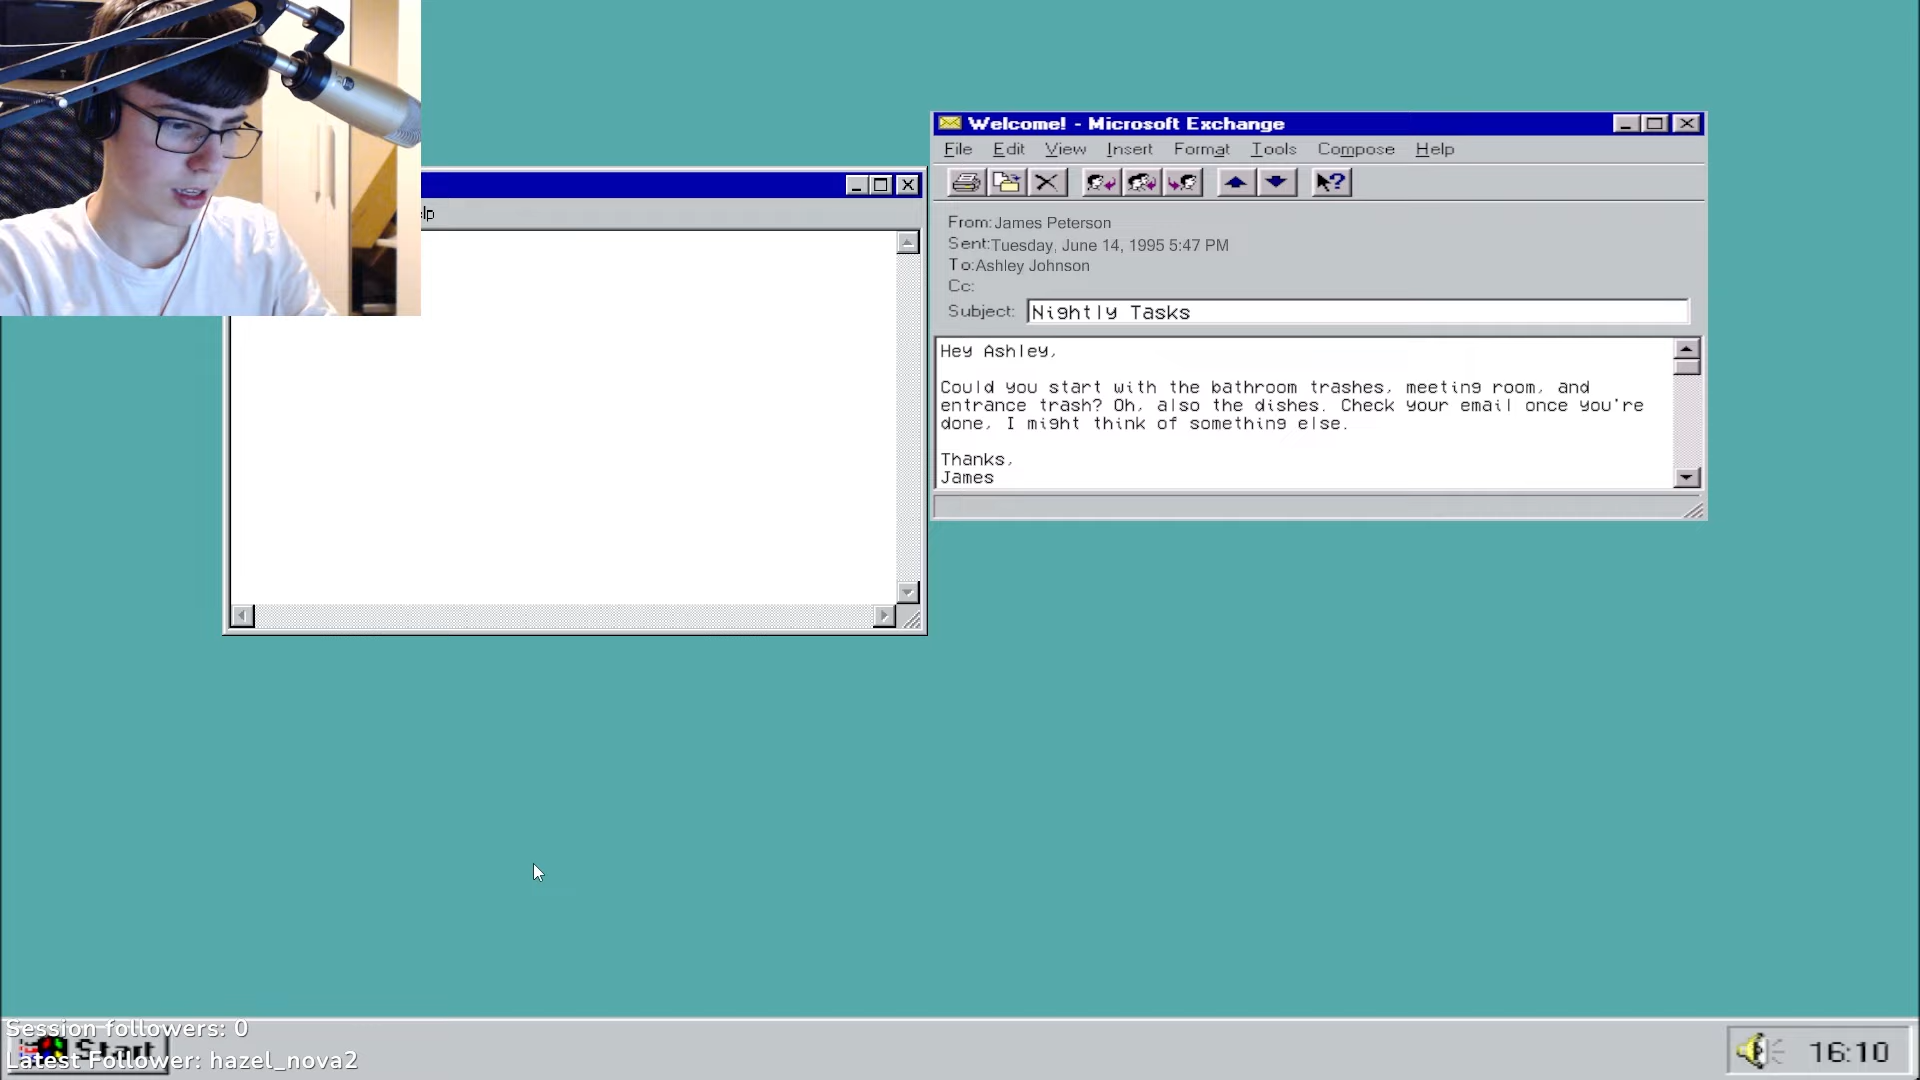 Welcome! - Microsoft Exchange
File Edit View Insert Format Tools Compose Help
lp
From: James Peterson
Sent: Tuesday, June 14, 1995 5:47 PM
To: Ashley Johnson
Cc:
Subject: Nightly Tasks
Hey Ashley,
Could you start with the bathroom trashes, meeting room, and
entrance trash? Oh, also the dishes. Check your email once you're
done, I might think of something else.
Thanks,
James
Session followers: 0
Start
Latest Follower: hazel_nova2
16:10